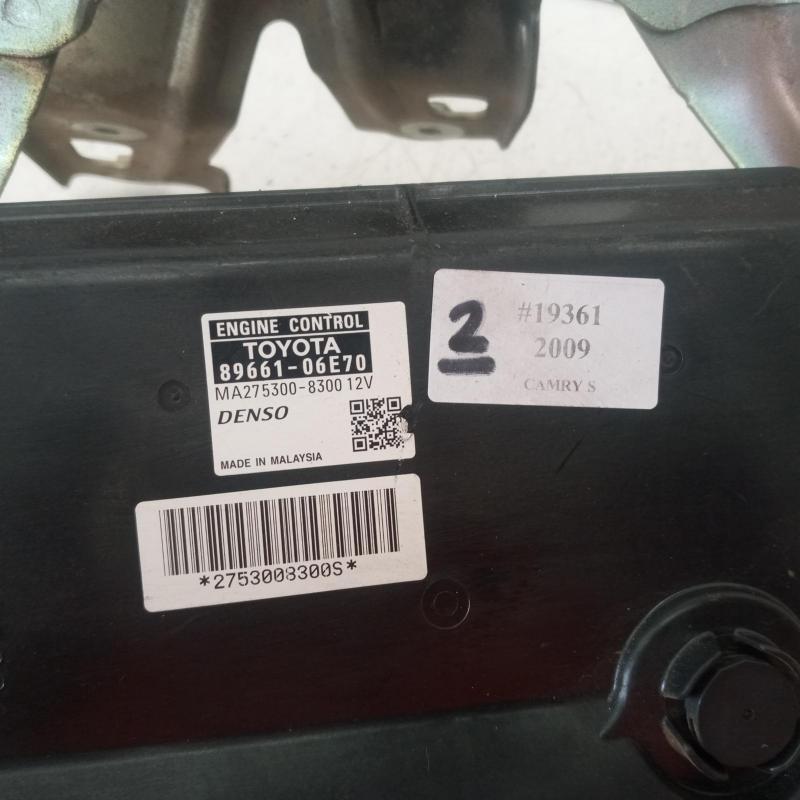 ENGINE CONTROL
TOYOTA
89661-06E70
MA275300-8300 12V
DENSO
MADE IN MALAYSIA
*2753008300S*
2
#19361
2009
CAMRY S